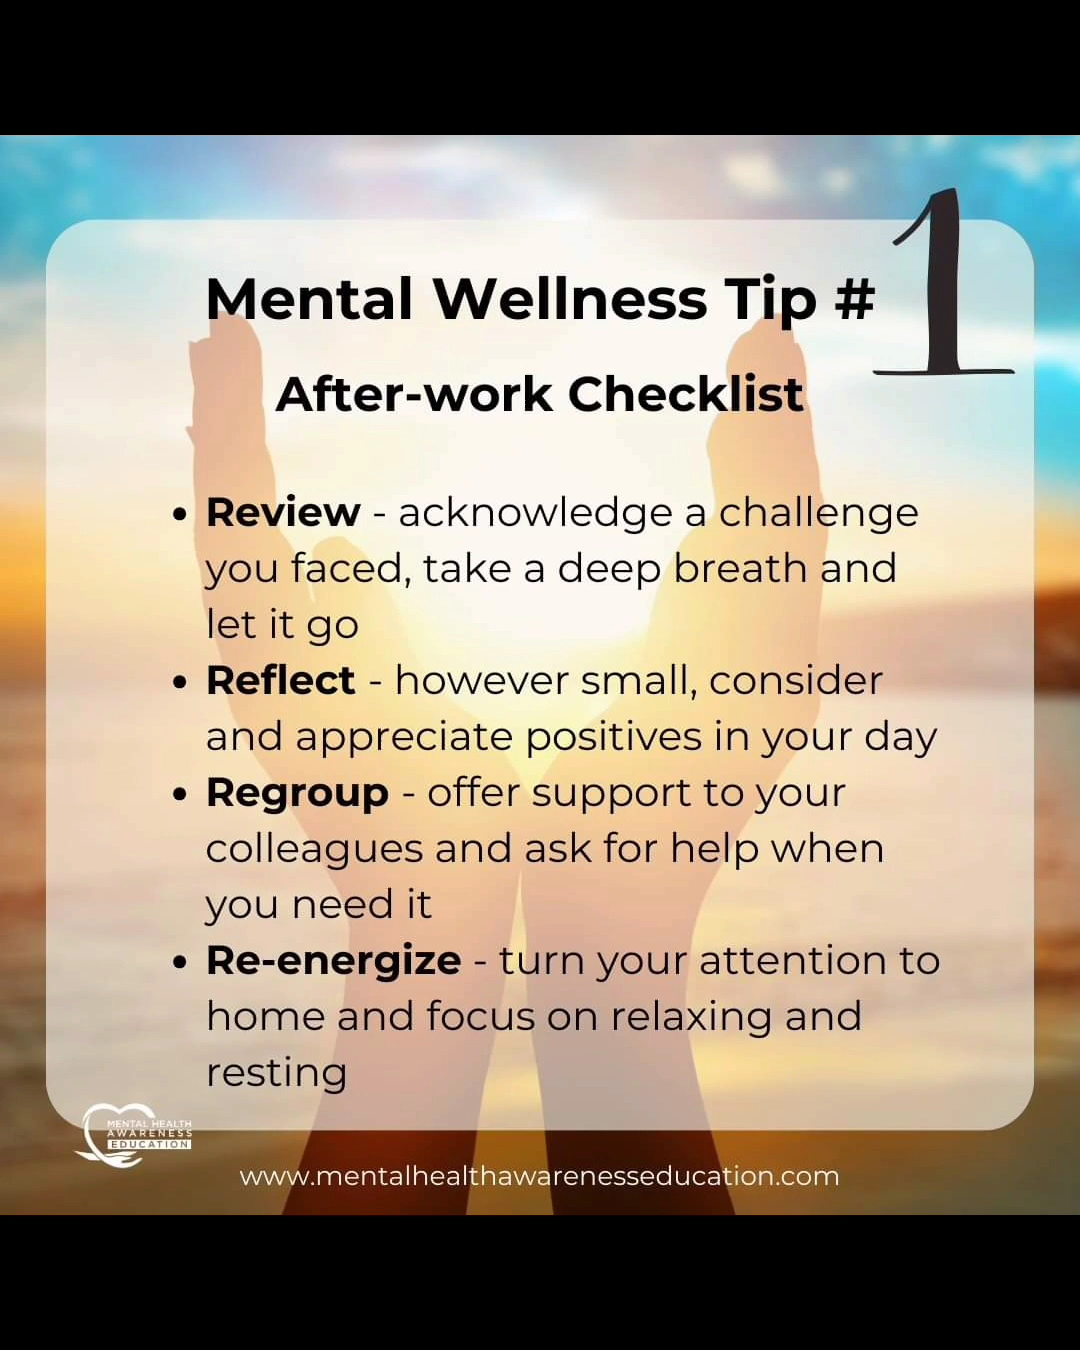 Mental Wellness Tip # 1
After-work Checklist
• Review - acknowledge a challenge
you faced, take a deep breath and
let it go
• Reflect - however small, consider
and appreciate positives in your day
• Regroup - offer support to your
colleagues and ask for help when
you need it
• Re-energize - turn your attention to
home and focus on relaxing and
resting
MENTAL HEALTH
AWARENESS
EDUCATION
www.mentalhealthawarenesseducation.com